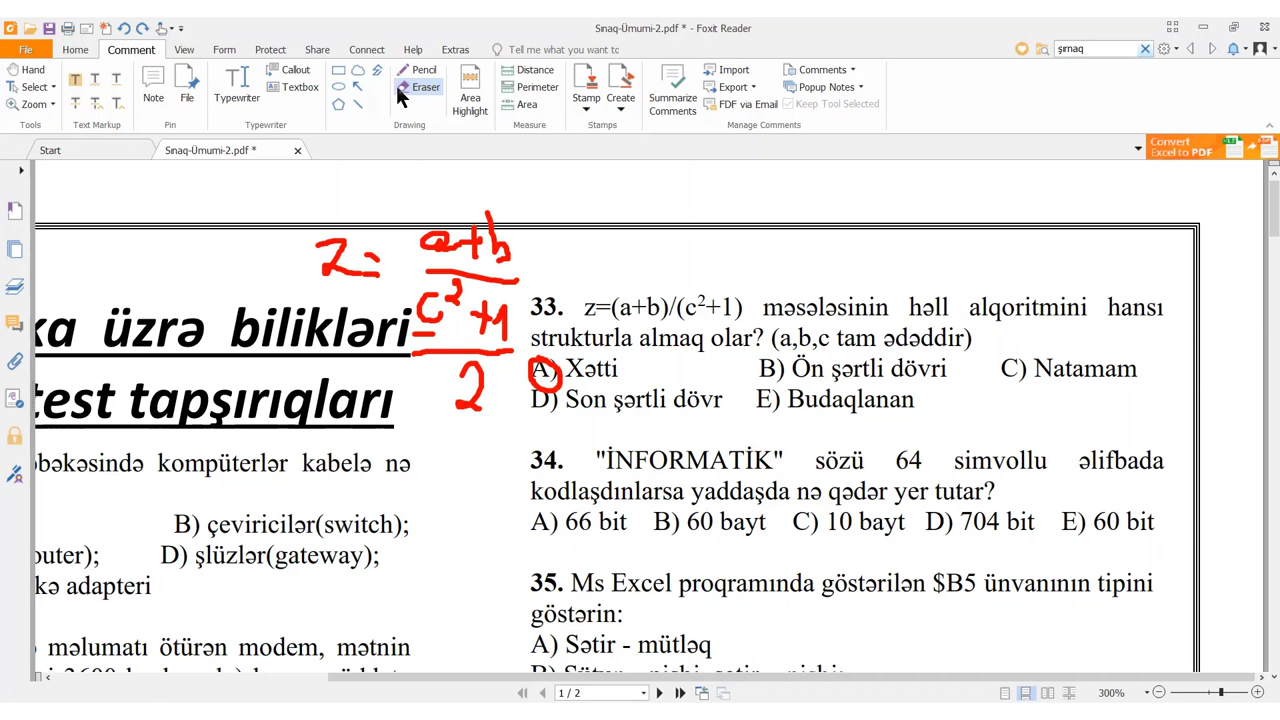 Sınaq-Ümumi-2.pdf * - Foxit Reader
File Home Comment View Form Protect Share Connect Help Extras Tell me what you want to şırnaq
Hand Select Zoom Tools
Text Markup
Note File Pin
Typewriter Callout Textbox Typewriter
Pencil Eraser Drawing
Area Highlight
Distance Perimeter Area Measure
Stamp Create Stamps
Summarize Comments Import Export FDF via Email Comments Popup Notes Keep Tool Selected Manage Comments
Start Sınaq-Ümumi-2.pdf *
Convert Excel to PDF
z= a+b
c²+1
2
ka üzrə bilikləri
test tapşırıqları
əbəkəsində kompüterlər kabelə nə
B) çeviricilər(switch);
outer); D) şlüzlər(gateway);
kə adapteri
məlumatı ötürən modem, mətnin
33. z=(a+b)/(c²+1) məsələsinin həll alqoritmini hansı
strukturla almaq olar? (a,b,c tam ədəddir)
A) Xətti B) Ön şərtli dövri C) Natamam
D) Son şərtli dövr E) Budaqlanan
34. "İNFORMATİK" sözü 64 simvollu əlifbada
kodlaşdınlarsa yaddaşda nə qədər yer tutar?
A) 66 bit B) 60 bayt C) 10 bayt D) 704 bit E) 60 bit
35. Ms Excel proqramında göstərilən $B5 ünvanının tipini
göstərin:
A) Sətir - mütləq
1 / 2
300%